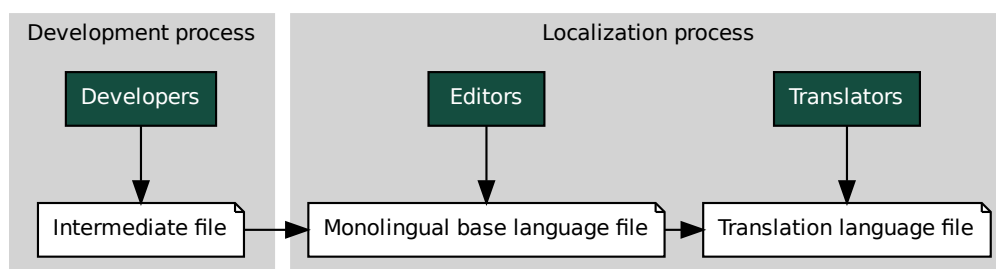 Development process
Localization process
Developers
Editors
Translators
Intermediate file
Monolingual base language file
Translation language file